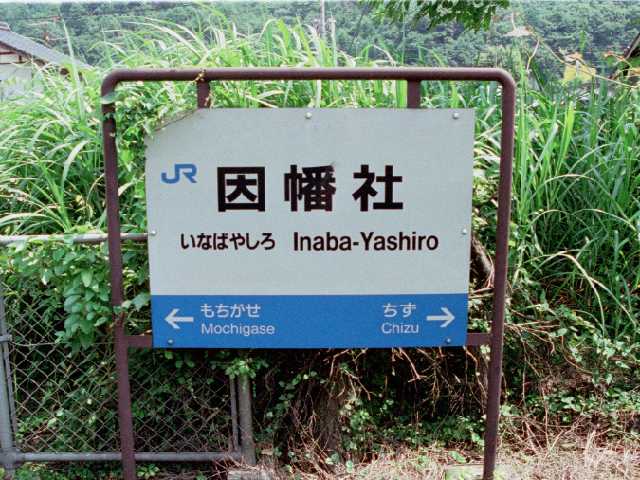 JR 因幡社
いなばやしろ Inaba-Yashiro
← もちがせ ちず →
Mochigase Chizu